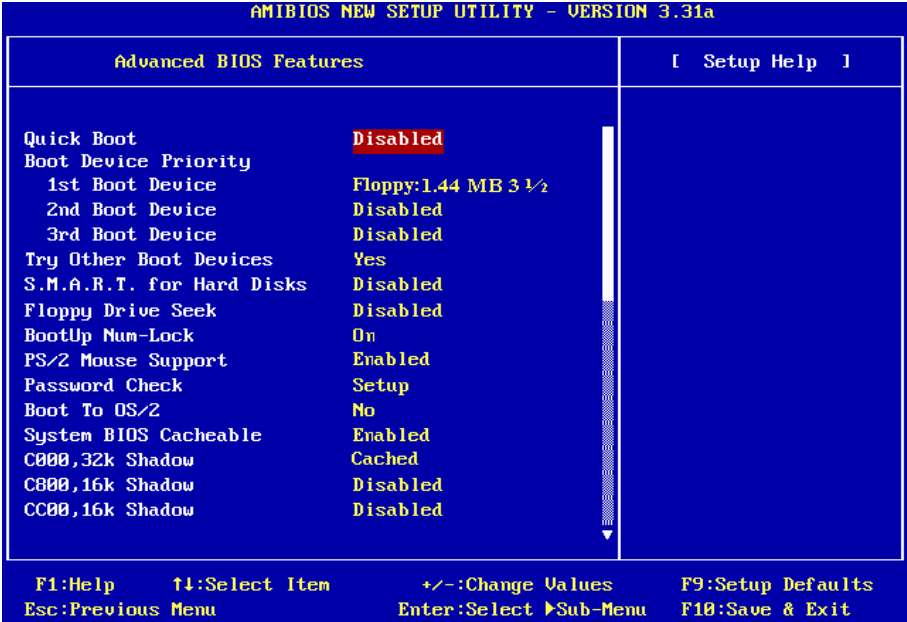 AMIBIOS NEW SETUP UTILITY - VERSION 3.31a
Advanced BIOS Features
[ Setup Help ]
Quick Boot Disabled
Boot Device Priority
1st Boot Device Floppy:1.44 MB 3 1/2
2nd Boot Device Disabled
3rd Boot Device Disabled
Try Other Boot Devices Yes
S.M.A.R.T. for Hard Disks Disabled
Floppy Drive Seek Disabled
BootUp Num-Lock On
PS/2 Mouse Support Enabled
Password Check Setup
Boot To OS/2 No
System BIOS Cacheable Enabled
C000,32k Shadow Cached
C800,16k Shadow Disabled
CC00,16k Shadow Disabled
F1:Help ↑↓:Select Item +/-:Change Values F9:Setup Defaults
Esc:Previous Menu Enter:Select ▶Sub-Menu F10:Save & Exit